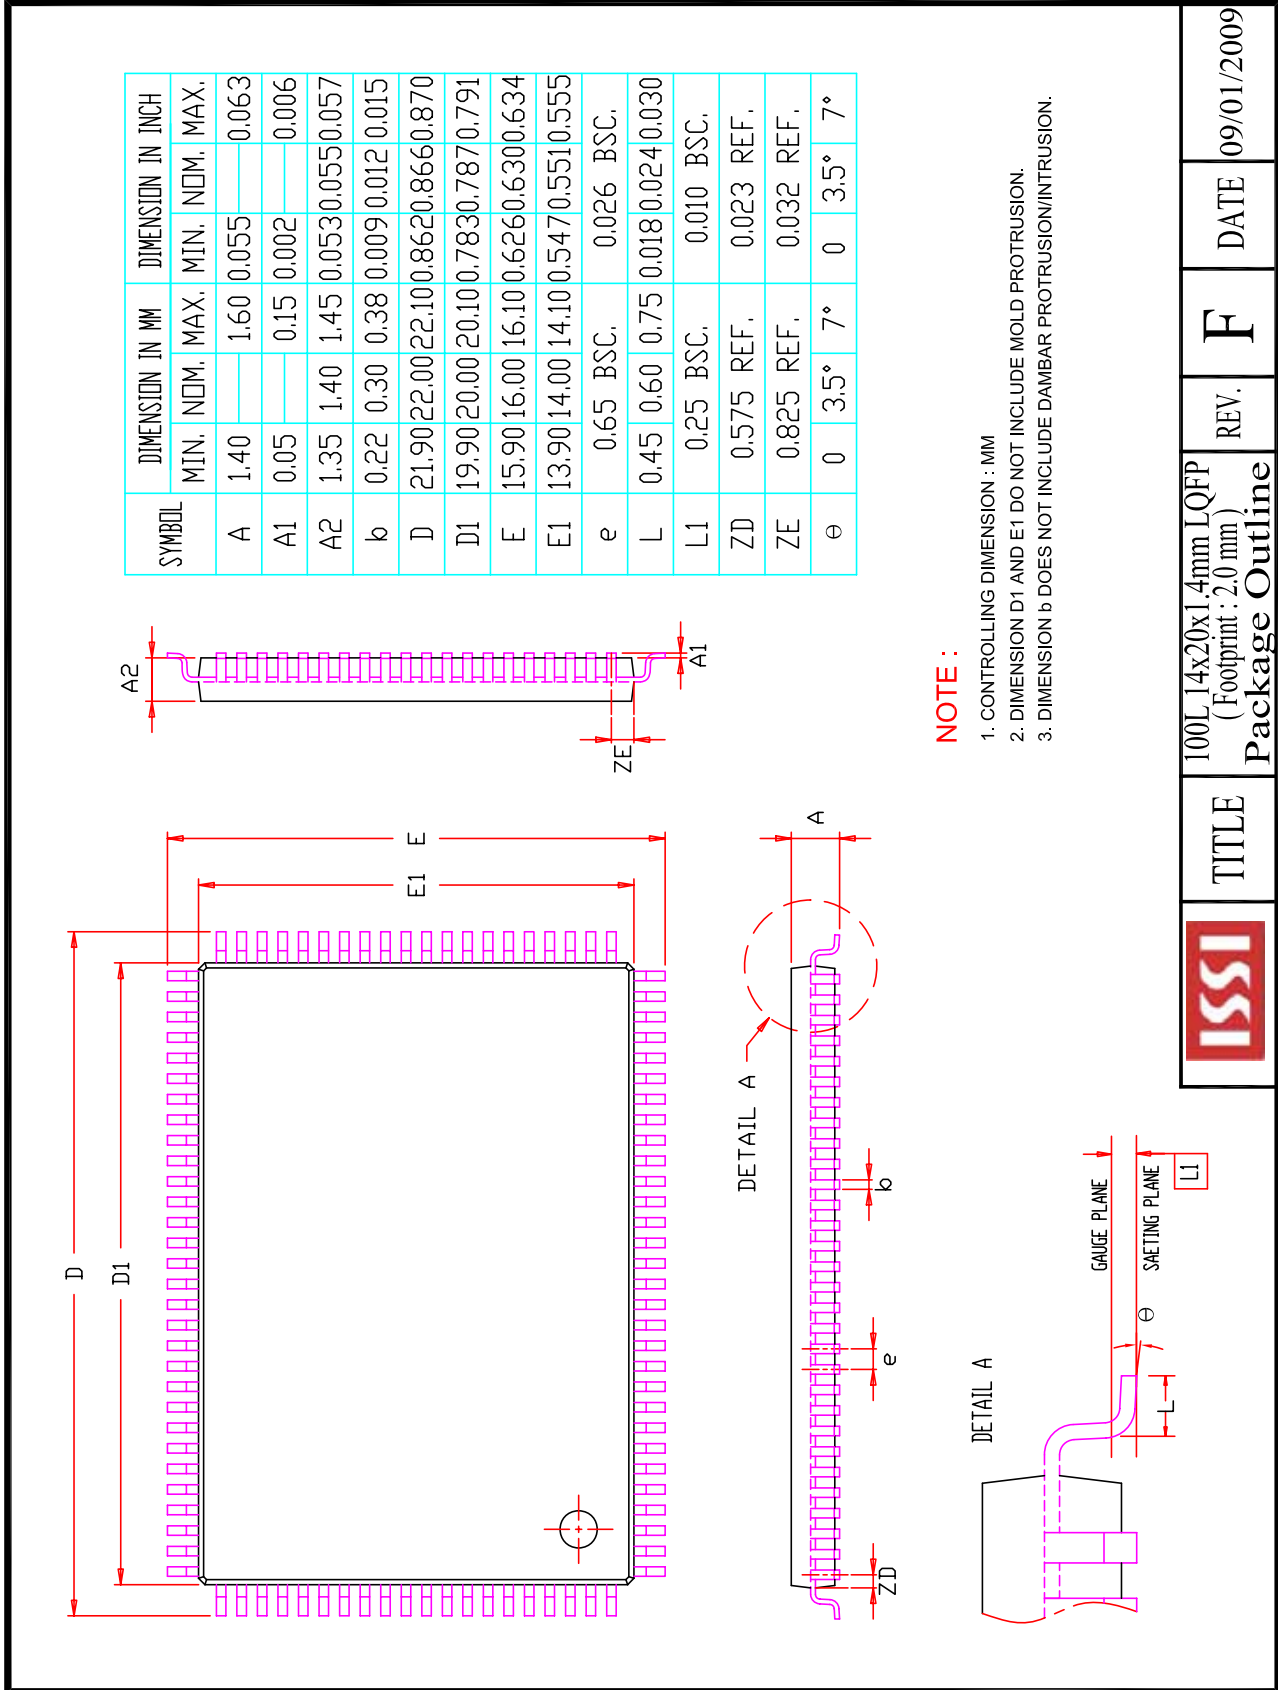 D
D1
E
E1
A2
A1
ZE
DETAIL A
A
b
e
ZD
DETAIL A
GAUGE PLANE
SAETING PLANE
L1
θ
L
SYMBOL DIMENSION IN MM DIMENSION IN INCH
MIN. NOM. MAX. MIN. NOM. MAX.
A 1.40 1.60 0.055 0.063
A1 0.05 0.15 0.002 0.006
A2 1.35 1.40 1.45 0.053 0.055 0.057
b 0.22 0.30 0.38 0.009 0.012 0.015
D 21.90 22.00 22.10 0.862 0.866 0.870
D1 19.90 20.00 20.10 0.783 0.787 0.791
E 15.90 16.00 16.10 0.626 0.630 0.634
E1 13.90 14.00 14.10 0.547 0.551 0.555
e 0.65 BSC. 0.026 BSC.
L 0.45 0.60 0.75 0.018 0.024 0.030
L1 0.25 BSC. 0.010 BSC.
ZD 0.575 REF. 0.023 REF.
ZE 0.825 REF. 0.032 REF.
θ 0 3.5° 7° 0 3.5° 7°
NOTE :
1. CONTROLLING DIMENSION : MM
2. DIMENSION D1 AND E1 DO NOT INCLUDE MOLD PROTRUSION.
3. DIMENSION b DOES NOT INCLUDE DAMBAR PROTRUSION/INTRUSION.
ISSI
TITLE
100L 14x20x1.4mm LQFP
( Footprint : 2.0 mm )
Package Outline
REV.
F
DATE
09/01/2009